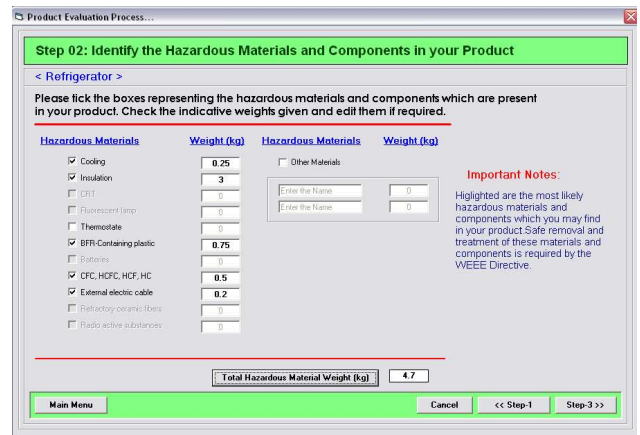 Product Evaluation Process...
Step 02: Identify the Hazardous Materials and Components in your Product
< Refrigerator >
Please tick the boxes representing the hazardous materials and components which are present
in your product. Check the indicative weights given and edit them if required.
Hazardous Materials Weight (kg) Hazardous Materials Weight (kg)
Cooling 0.25 Other Materials
Insulation 3
CRT 0 Enter the Name 0
Fluorescent lamp 0 Enter the Name 0
Thermostate
BFR-Containing plastic 0.75
Batteries 0
CFC, HCFC, HCF, HC 0.5
External electric cable 0.2
Refractory ceramic fibers 0
Radio active substances 0
Important Notes:
Higlighted are the most likely
hazardous materials and
components which you may find
in your product.Safe removal and
treatment of these materials and
components is required by the
WEEE Directive.
Total Hazardous Material Weight (kg) 4.7
Main Menu Cancel << Step-1 Step-3 >>